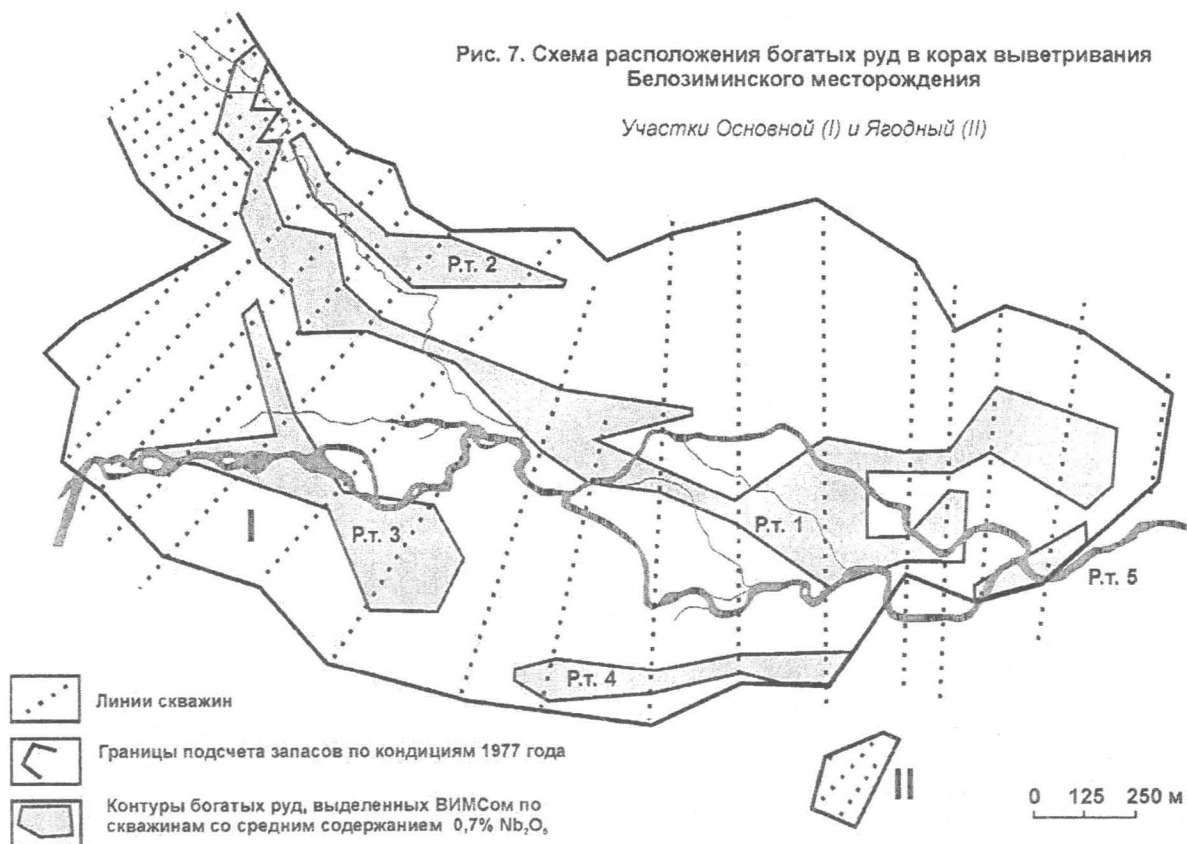 Рис. 7. Схема расположения богатых руд в корах выветривания
Белозиминского месторождения
Участки Основной (I) и Ягодный (II)
Р.т. 2
Р.т. 1
I
Р.т. 3
Р.т. 5
Р.т. 4
Линии скважин
Границы подсчета запасов по кондициям 1977 года
II
Контуры богатых руд, выделенных ВИМСом по
скважинам со средним содержанием 0,7% Nb₂O₅
0 125 250 м